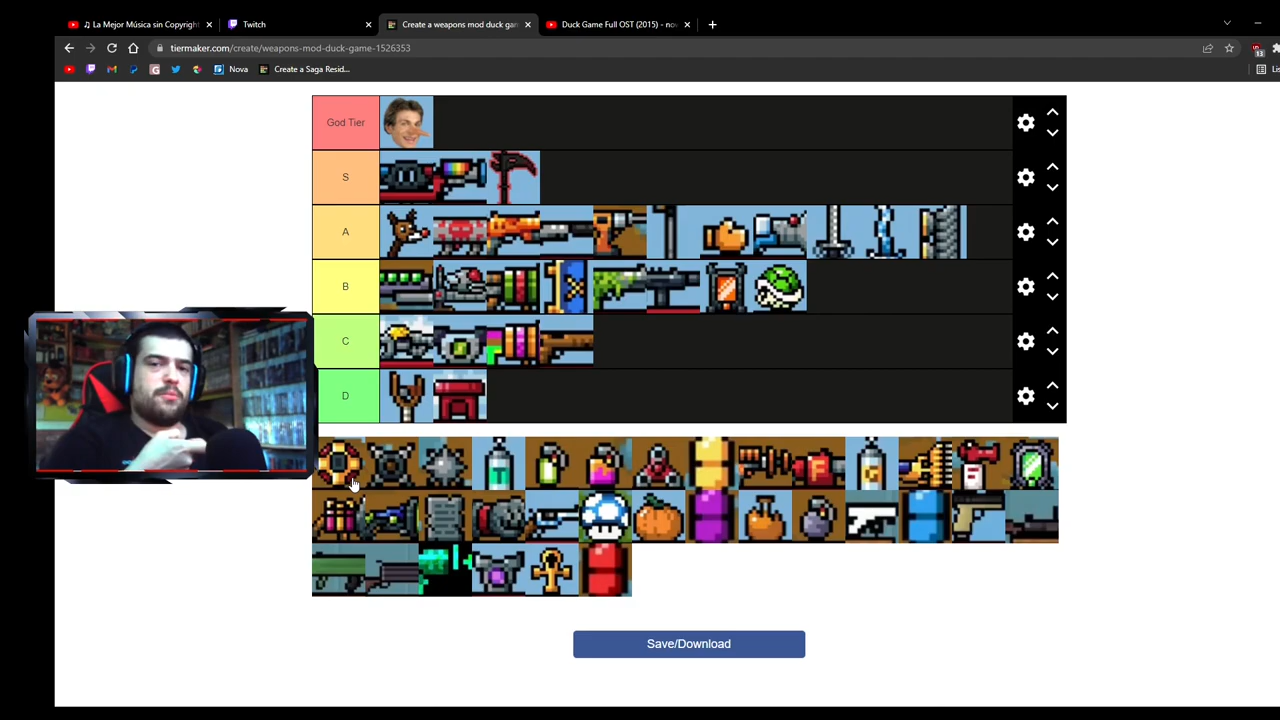 ♫ La Mejor Música sin Copyright
Twitch
Create a weapons mod duck gam
Duck Game Full OST (2015) - no
tiermaker.com/create/weapons-mod-duck-game-1526353
Nova
Create a Saga Resid...
13
God Tier
S
A
B
C
D
Save/Download